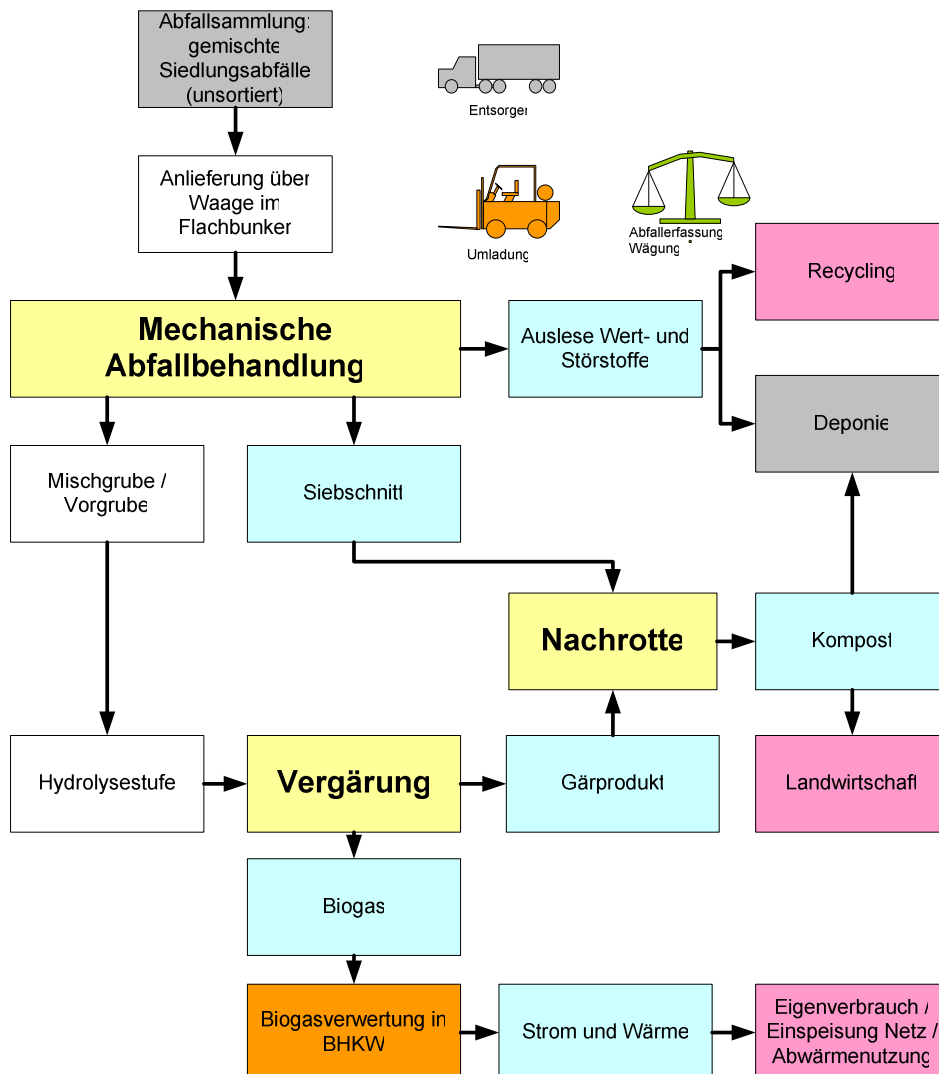 Abfallsammlung:
gemischte
Siedlungsabfälle
(unsortiert)
Entsorger
Anlieferung über
Waage im
Flachbunker
Umladung
Abfallerfassung
Wägung
Recycling
Mechanische
Abfallbehandlung
Auslese Wert- und
Störstoffe
Deponie
Mischgrube /
Vorgrube
Siebschnitt
Nachrotte
Kompost
Hydrolysestufe
Vergärung
Gärprodukt
Landwirtschaft
Biogas
Biogasverwertung in
BHKW
Strom und Wärme
Eigenverbrauch /
Einspeisung Netz /
Abwärmenutzung